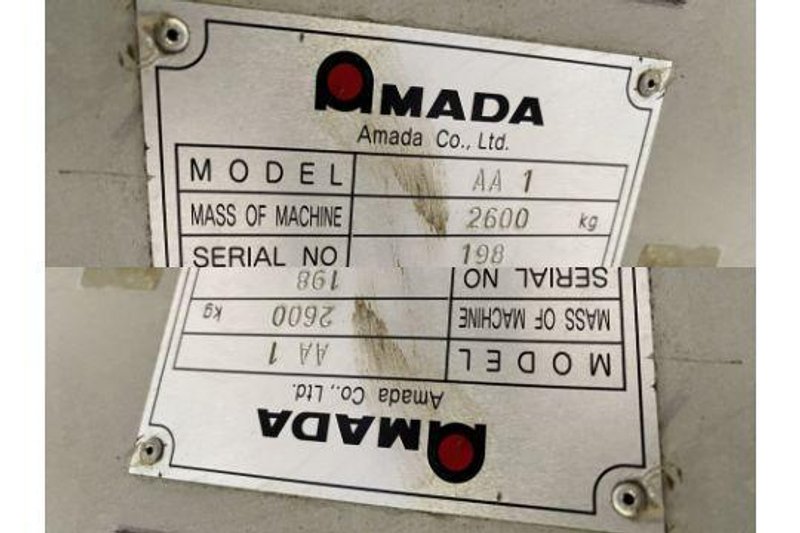 AMADA
Amada Co., Ltd.
MODEL AA 1
MASS OF MACHINE 2600 kg
SERIAL NO 198
SERIAL NO 198
MASS OF MACHINE 2600 kg
MODEL AA 1
Amada Co., Ltd.
AMADA